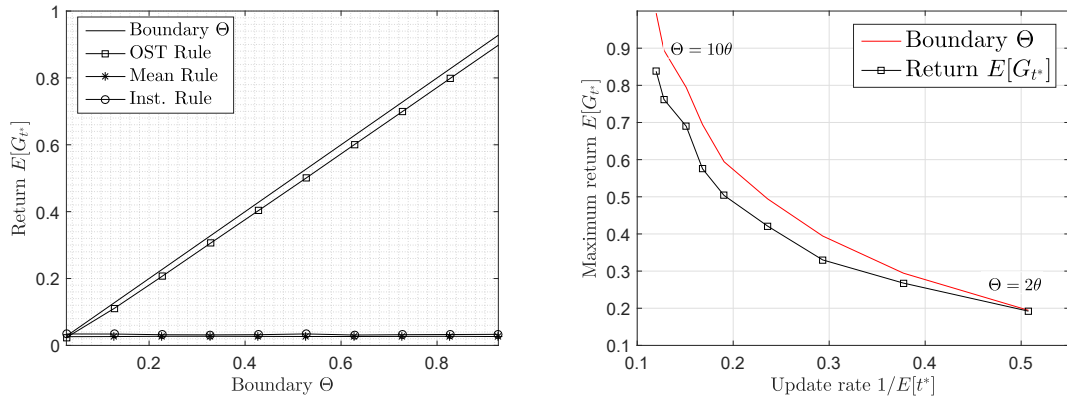 Boundary Θ
OST Rule
Mean Rule
Inst. Rule
1
0.8
0.6
0.4
0.2
0
Return E[G_{t*}]
0.2
0.4
0.6
0.8
Boundary Θ
Boundary Θ
Return E[G_{t*}]
Θ = 10θ
Θ = 2θ
0.9
0.8
0.7
0.6
0.5
0.4
0.3
0.2
0.1
Maximum return E[G_{t*}]
0.1
0.2
0.3
0.4
0.5
Update rate 1/E[t*]